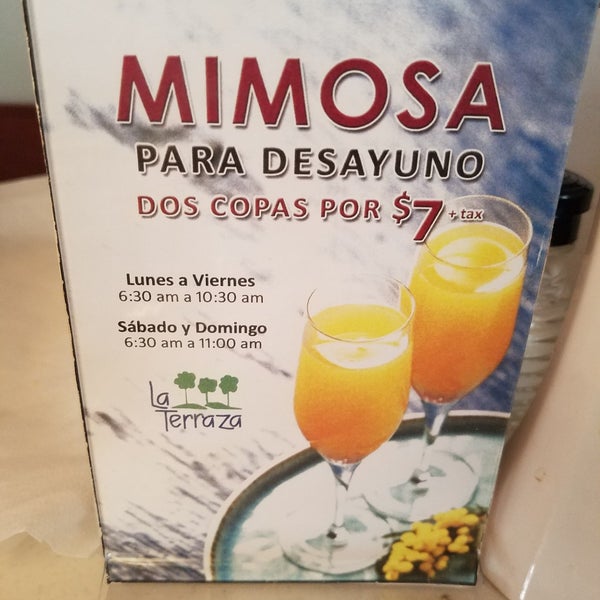 MIMOSA
PARA DESAYUNO
DOS COPAS POR $7 + tax
Lunes a Viernes
6:30 am a 10:30 am
Sábado y Domingo
6:30 am a 11:00 am
La
Terraza